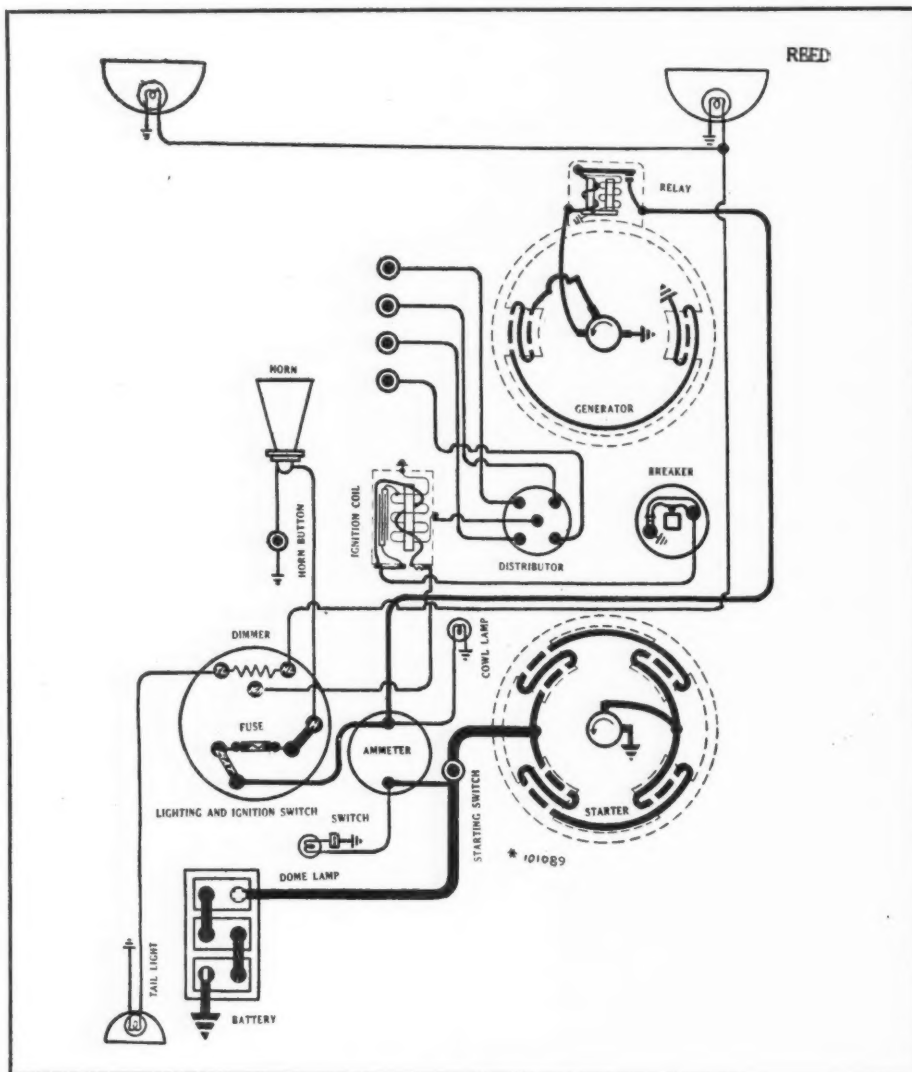 REED
RELAY
GENERATOR
HORN
HORN BUTTON
IGNITION COIL
DISTRIBUTOR
BREAKER
DIMMER
COWL LAMP
FUSE
AMMETER
LIGHTING AND IGNITION SWITCH
STARTING SWITCH
STARTER
SWITCH
* 101089
DOME LAMP
TAIL LIGHT
BATTERY